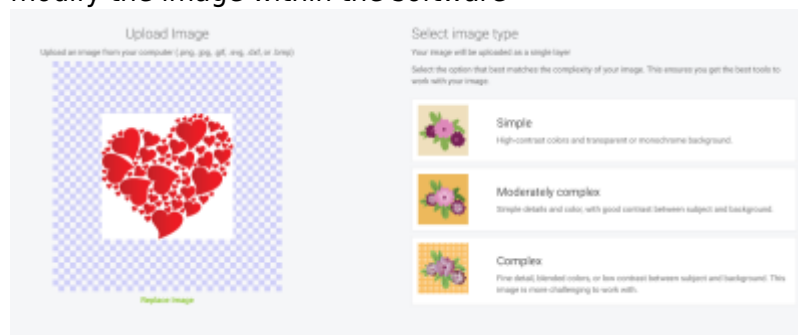 modify the image within the software
Upload Image
Upload an image from your computer (.png, .jpg, .gif, .svg, .dxf, or .bmp)
Replace Image
Select image type
Your image will be uploaded as a single layer
Select the option that best matches the complexity of your image. This ensures you get the best tools to
work with your image:
Simple
High-contrast colors and transparent or monochrome background.
Moderately complex
Simple details and color, with good contrast between subject and background.
Complex
Fine detail, blended colors, or less contrast between subject and background. This
image is more challenging to work with.